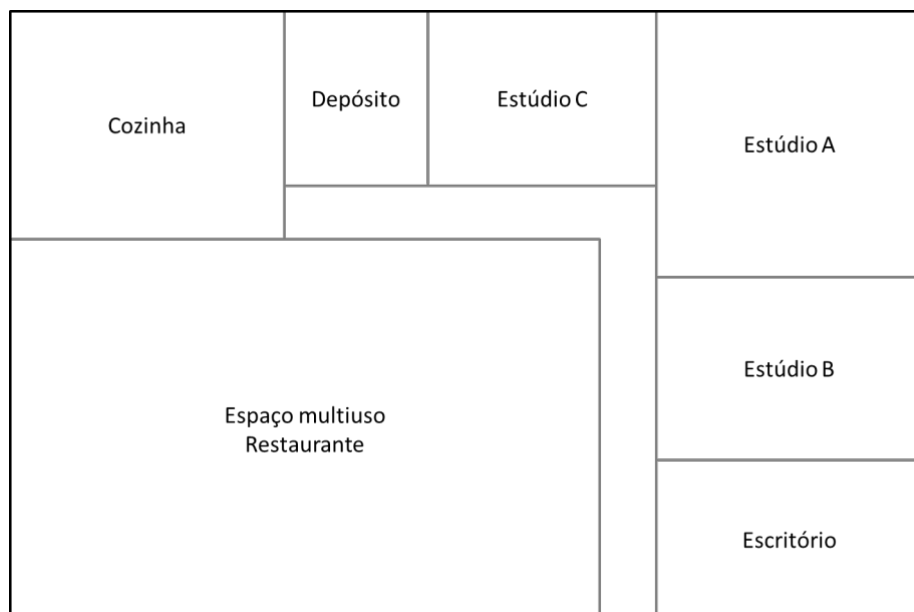 Cozinha
Depósito
Estúdio C
Estúdio A
Espaço multiuso
Restaurante
Estúdio B
Escritório